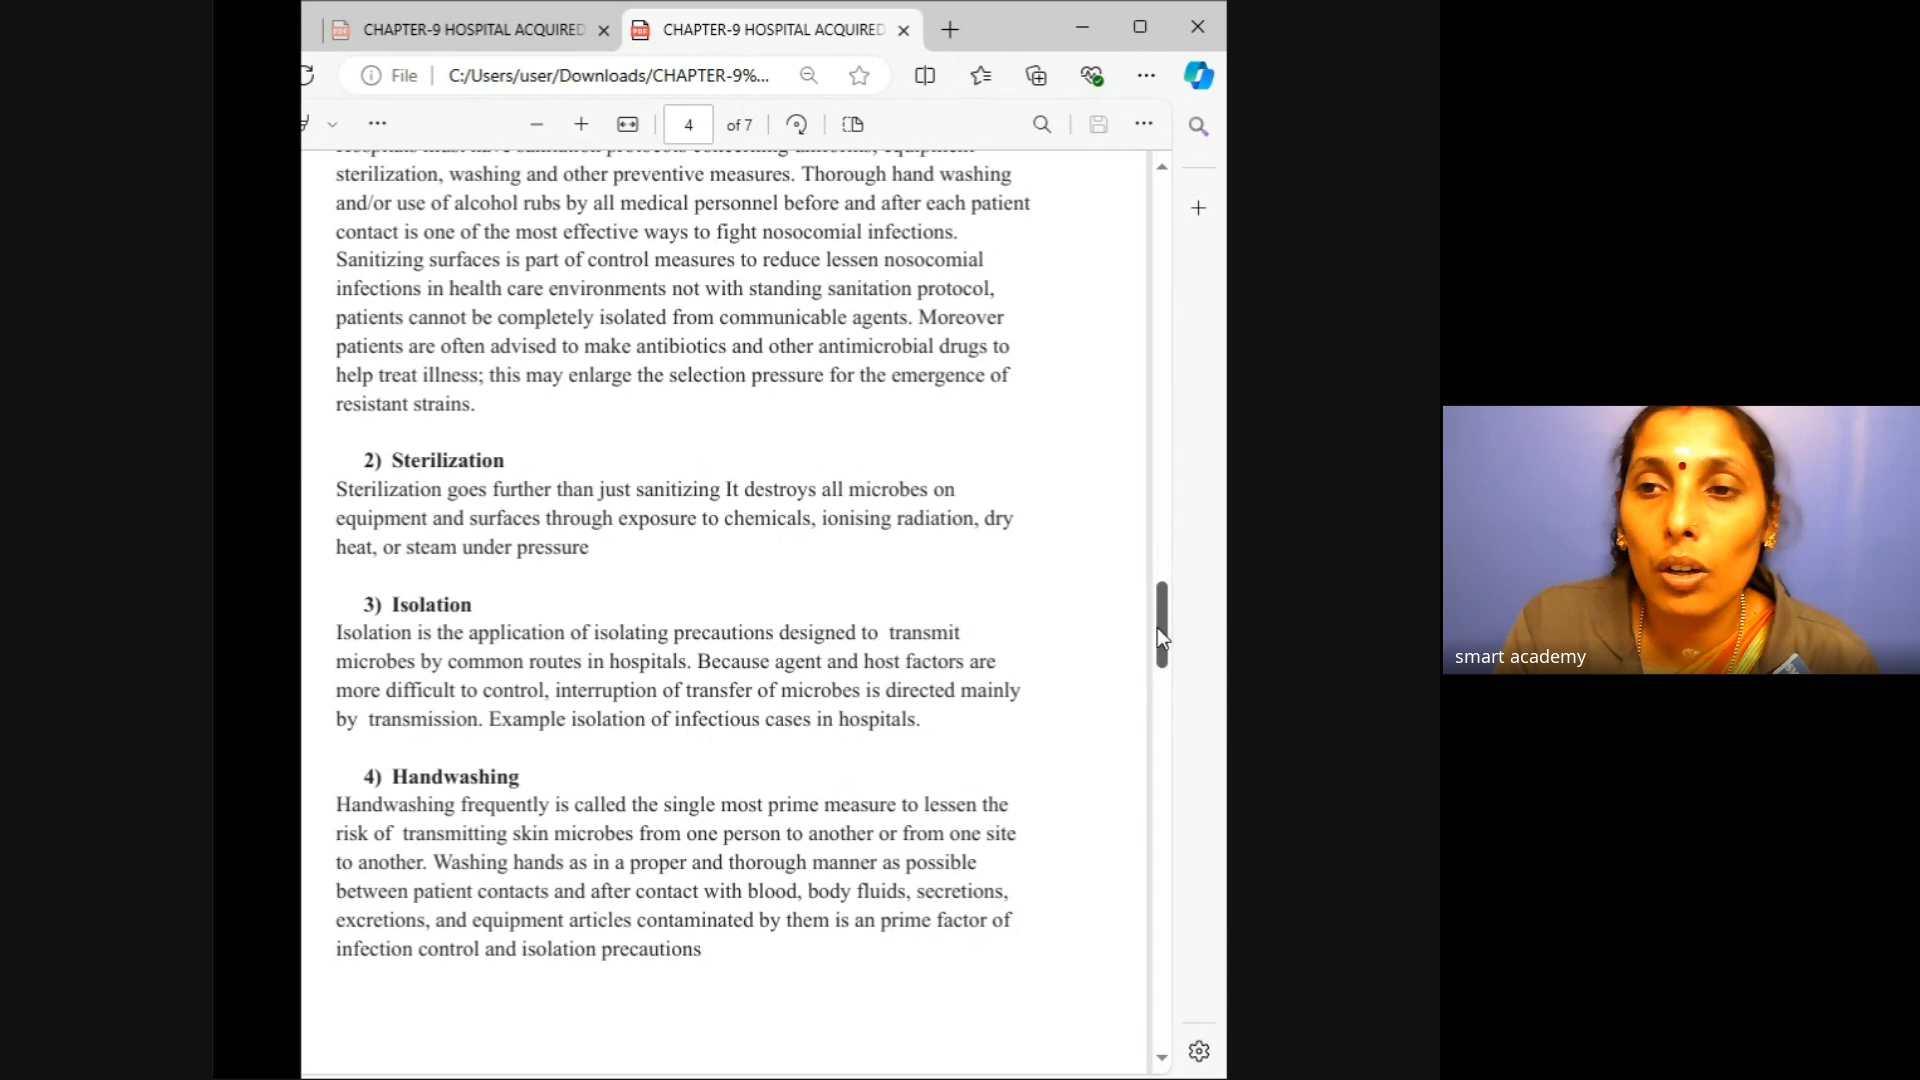 CHAPTER-9 HOSPITAL ACQUIRED
CHAPTER-9 HOSPITAL ACQUIRED
File
C:/Users/user/Downloads/CHAPTER-9%...
4 of 7
Hospitals must have sanitation protocols concerning uniforms, equipment
sterilization, washing and other preventive measures. Thorough hand washing
and/or use of alcohol rubs by all medical personnel before and after each patient
contact is one of the most effective ways to fight nosocomial infections.
Sanitizing surfaces is part of control measures to reduce lessen nosocomial
infections in health care environments not with standing sanitation protocol,
patients cannot be completely isolated from communicable agents. Moreover
patients are often advised to make antibiotics and other antimicrobial drugs to
help treat illness; this may enlarge the selection pressure for the emergence of
resistant strains.
2) Sterilization
Sterilization goes further than just sanitizing It destroys all microbes on
equipment and surfaces through exposure to chemicals, ionising radiation, dry
heat, or steam under pressure
3) Isolation
Isolation is the application of isolating precautions designed to transmit
microbes by common routes in hospitals. Because agent and host factors are
more difficult to control, interruption of transfer of microbes is directed mainly
by transmission. Example isolation of infectious cases in hospitals.
4) Handwashing
Handwashing frequently is called the single most prime measure to lessen the
risk of transmitting skin microbes from one person to another or from one site
to another. Washing hands as in a proper and thorough manner as possible
between patient contacts and after contact with blood, body fluids, secretions,
excretions, and equipment articles contaminated by them is an prime factor of
infection control and isolation precautions
smart academy